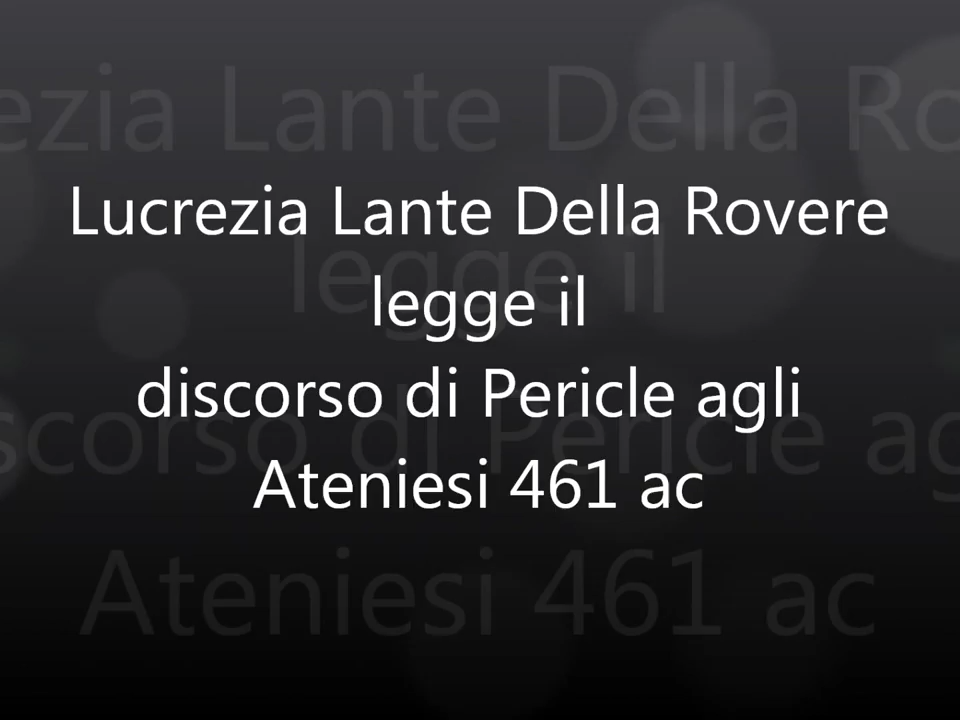 Lucrezia Lante Della Rovere
legge il
discorso di Pericle agli
Ateniesi 461 ac